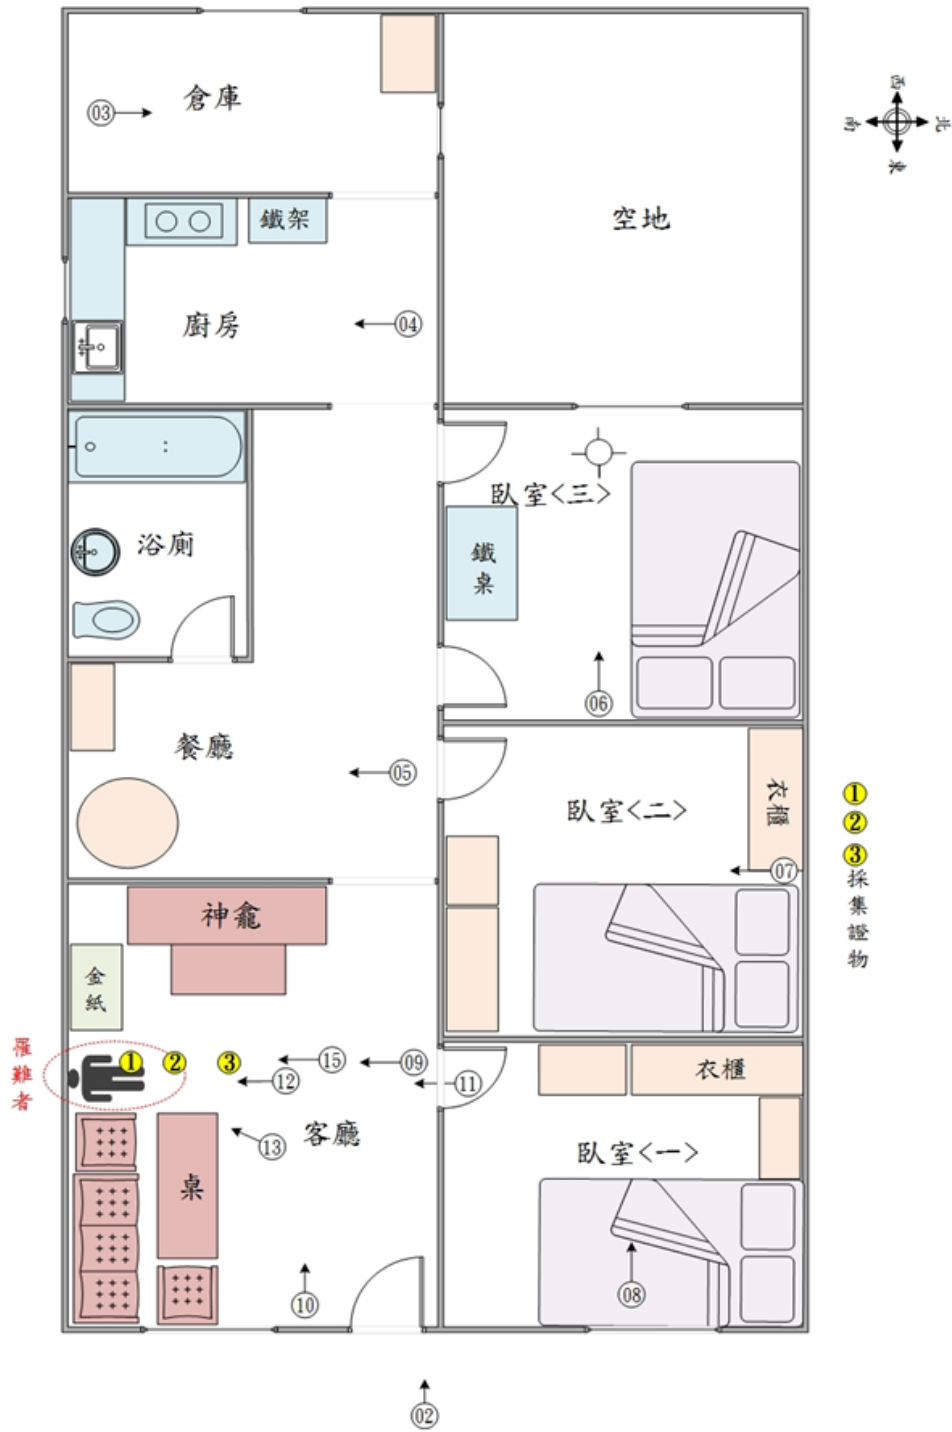 倉庫
03
西
南
北
東
鐵架
空地
廚房
04
臥室<三>
浴廁
鐵桌
06
餐廳
05
臥室<二>
衣櫃
07
1
2
3
採集證物
神龕
金紙
罹難者
1
2
3
15
09
12
11
衣櫃
13
客廳
臥室<一>
桌
10
08
02